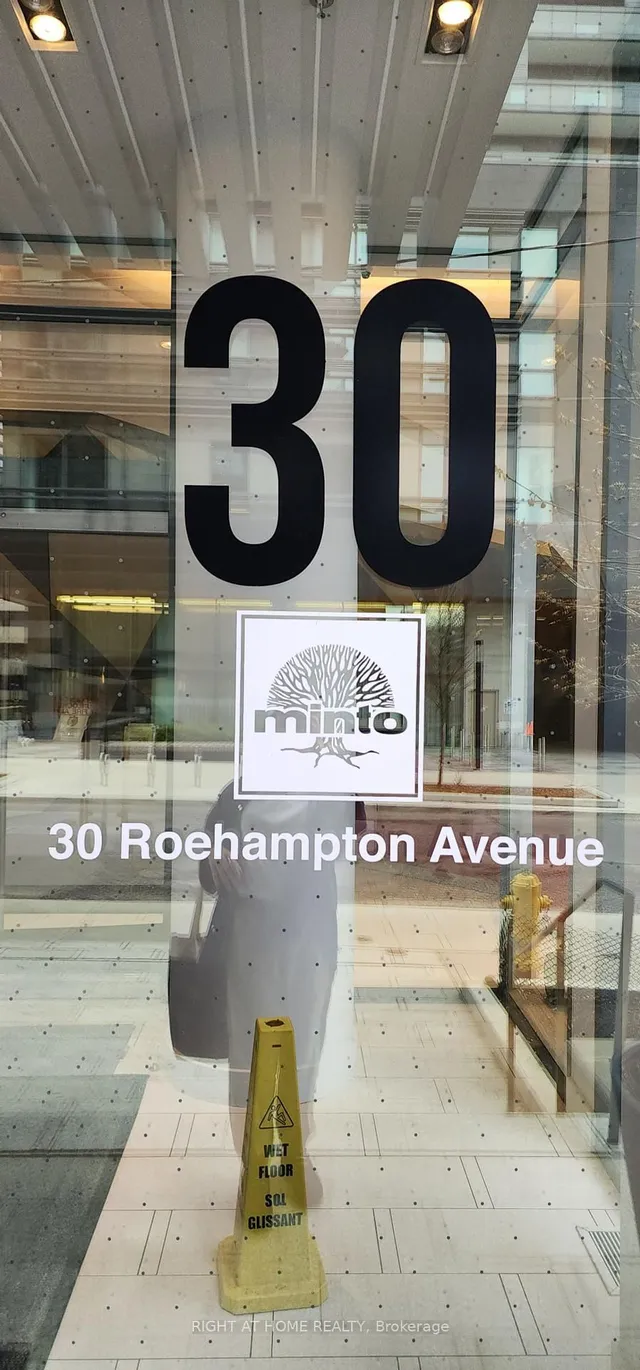 30
minto
30 Roehampton Avenue
WET
FLOOR
SOL
GLISSANT
RIGHT AT HOME REALTY, Brokerage